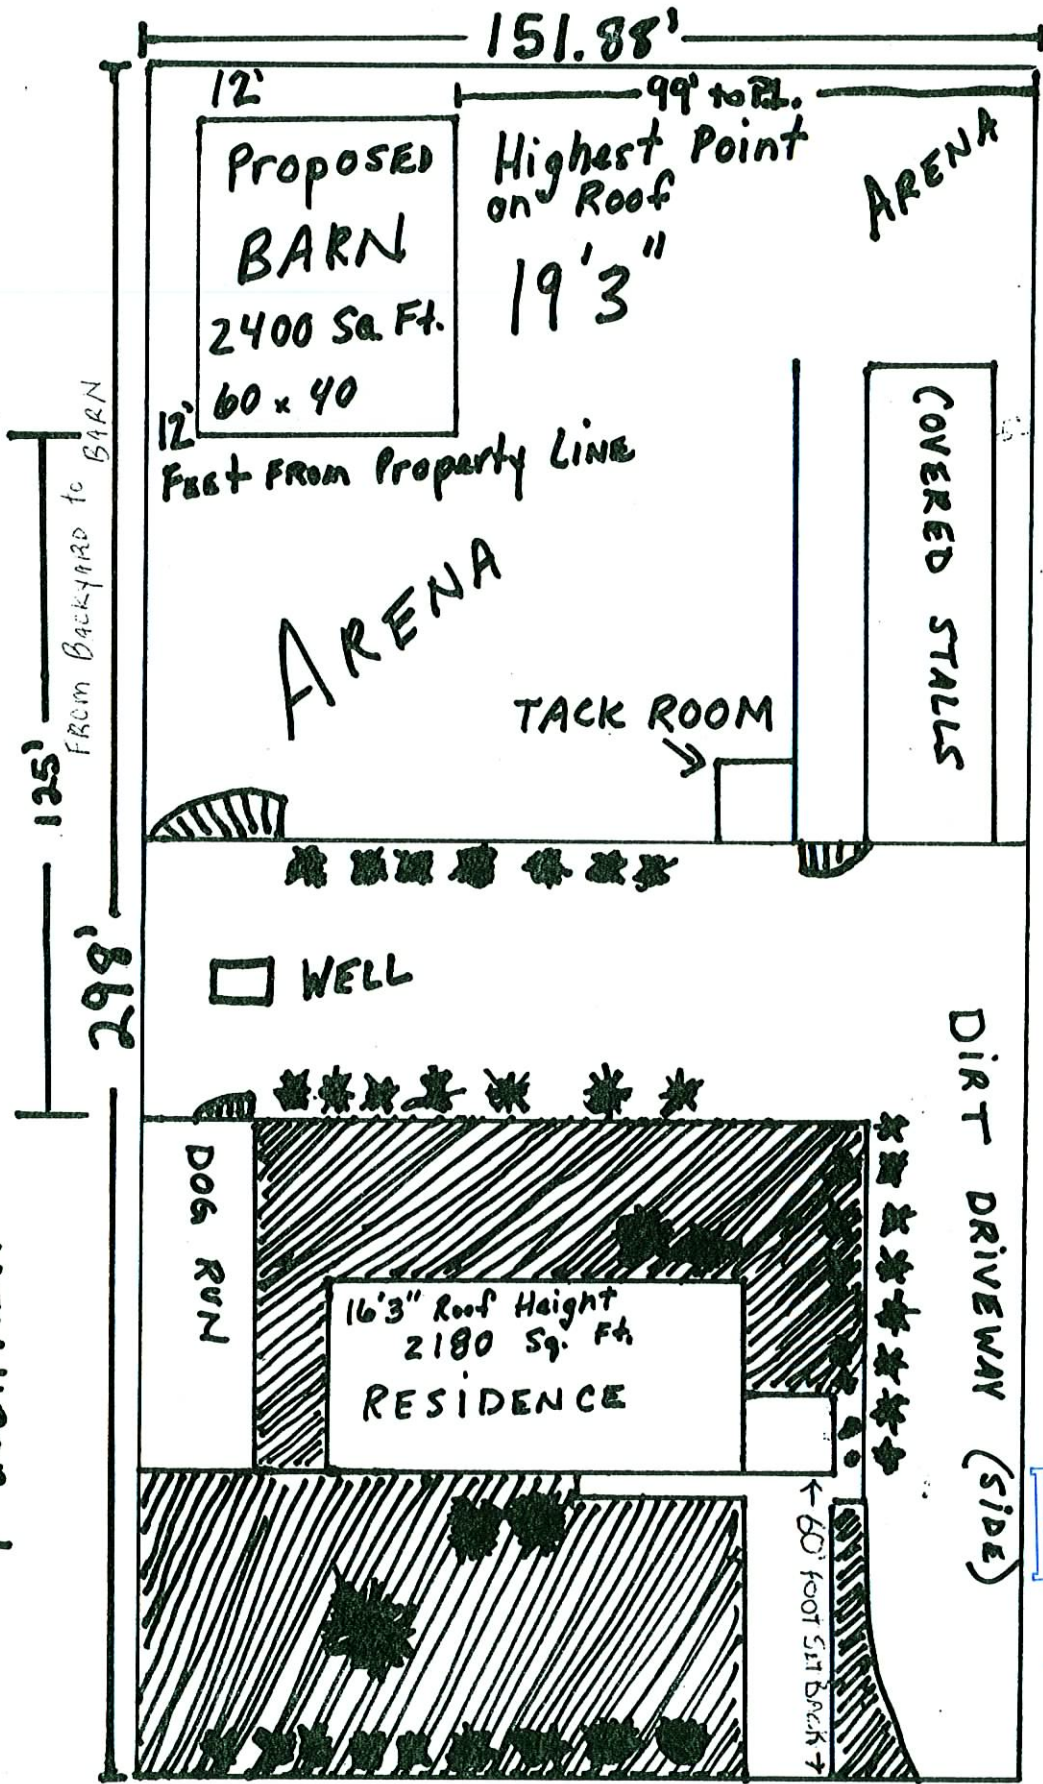 151.88'
12'
99' to P.L.
Proposed
BARN
2400 Sq. Ft.
60 x 40
Highest Point
on Roof
19'3"
ARENA
12'
Feet From Property Line
COVERED STALLS
From Backyard to BARN
125'
298'
ARENA
TACK ROOM
WELL
DIRT DRIVEWAY (SIDE)
DOG RUN
16'3" Roof Height
2180 Sq. Ft.
RESIDENCE
← 60' FOOT SETBACK →